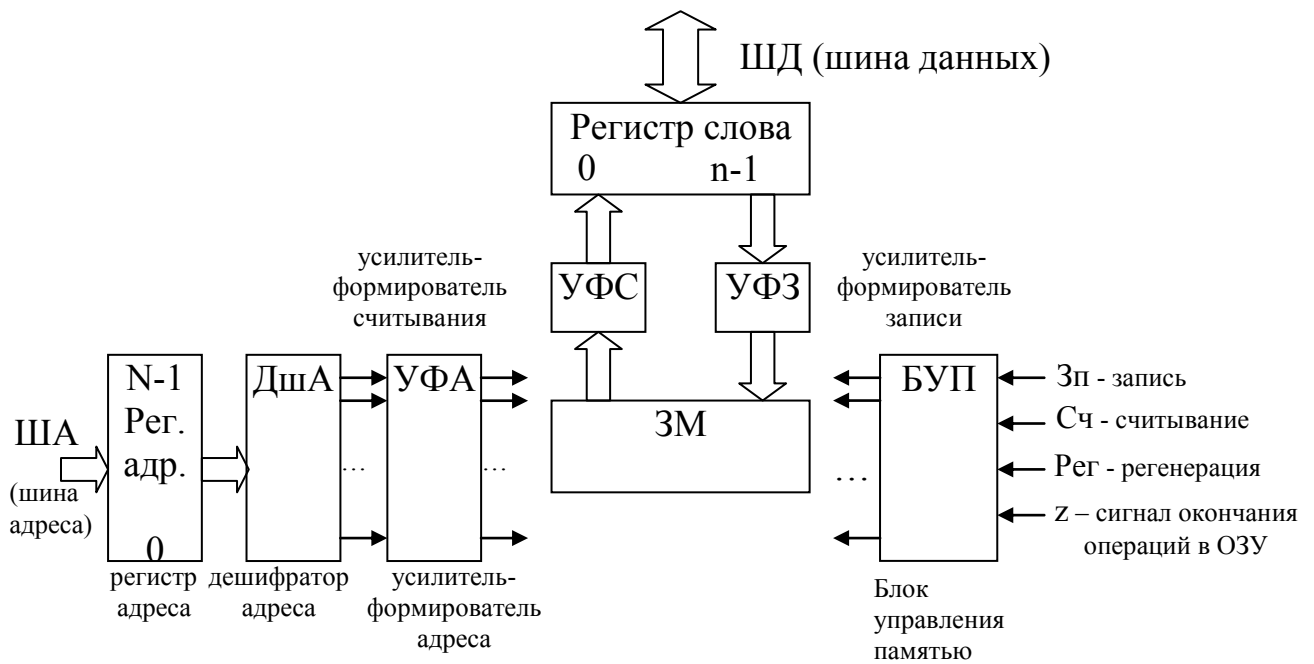 ШД (шина данных)
Регистр слова
0 n-1
усилитель-
формирователь
считывания
УФС
УФЗ
усилитель-
формирователь
записи
ША
(шина
адреса)
N-1
Рег.
адр.
0
регистр
адреса
ДшА
...
дешифратор
адреса
УФА
...
усилитель-
формирователь
адреса
ЗМ
...
БУП
Блок
управления
памятью
Зп - запись
Сч - считывание
Рег - регенерация
z – сигнал окончания
операций в ОЗУ